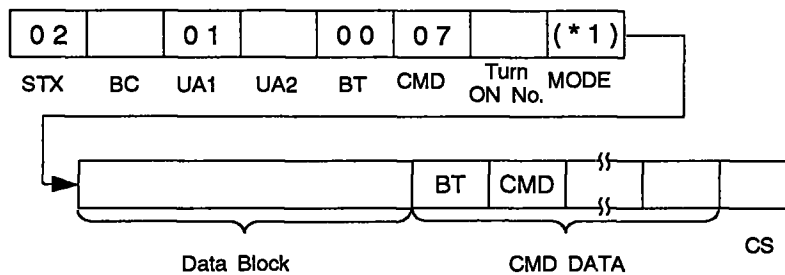 02 01 00 07 (*1)
STX BC UA1 UA2 BT CMD Turn ON No. MODE
BT CMD
Data Block CMD DATA CS